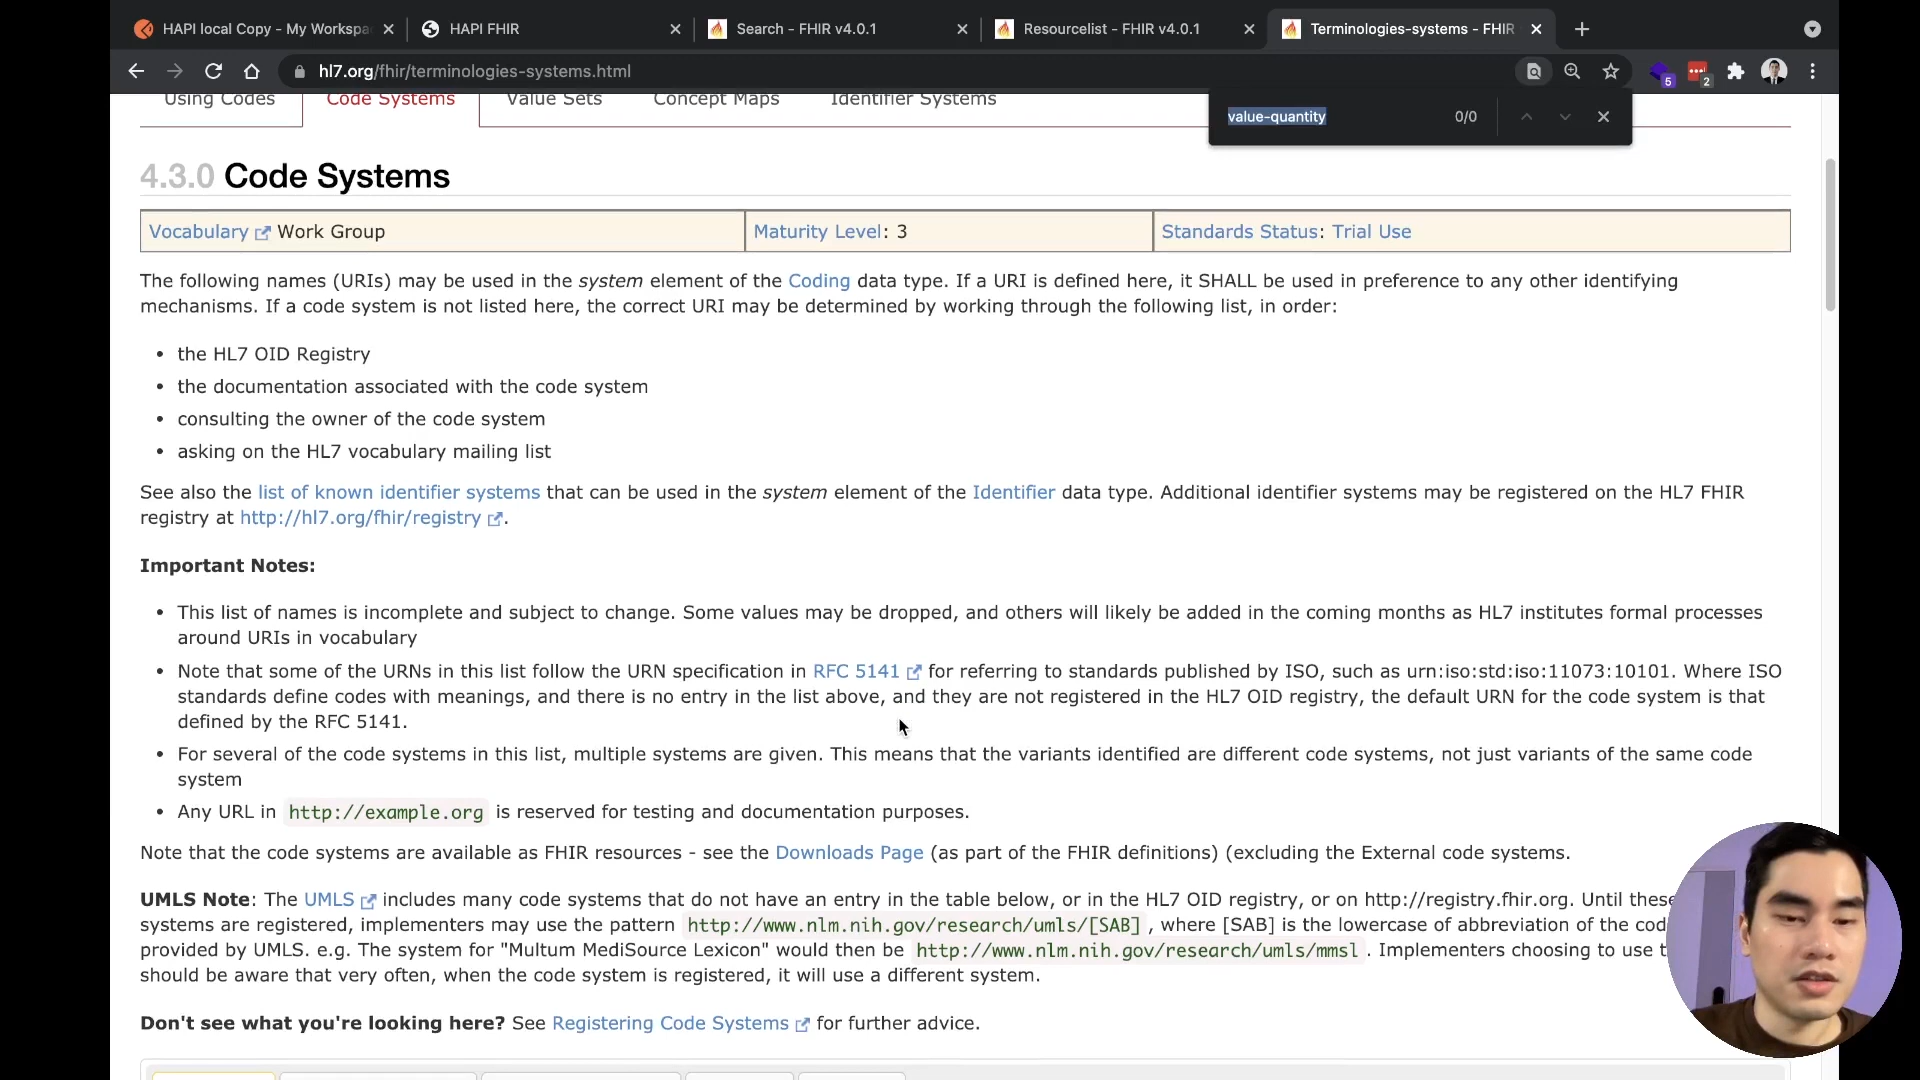 HAPI local Copy - My Workspa
HAPI FHIR
Search - FHIR v4.0.1
Resourcelist - FHIR v4.0.1
Terminologies-systems - FHIR
hl7.org/fhir/terminologies-systems.html
5
2
Using Codes
Code Systems
Value Sets
Concept Maps
Identifier Systems
value-quantity
0/0
4.3.0 Code Systems
Vocabulary Work Group
Maturity Level: 3
Standards Status: Trial Use
The following names (URIs) may be used in the system element of the Coding data type. If a URI is defined here, it SHALL be used in preference to any other identifying
mechanisms. If a code system is not listed here, the correct URI may be determined by working through the following list, in order:
• the HL7 OID Registry
• the documentation associated with the code system
• consulting the owner of the code system
• asking on the HL7 vocabulary mailing list
See also the list of known identifier systems that can be used in the system element of the Identifier data type. Additional identifier systems may be registered on the HL7 FHIR
registry at http://hl7.org/fhir/registry .
Important Notes:
• This list of names is incomplete and subject to change. Some values may be dropped, and others will likely be added in the coming months as HL7 institutes formal processes
around URIs in vocabulary
• Note that some of the URNs in this list follow the URN specification in RFC 5141 for referring to standards published by ISO, such as urn:iso:std:iso:11073:10101. Where ISO
standards define codes with meanings, and there is no entry in the list above, and they are not registered in the HL7 OID registry, the default URN for the code system is that
defined by the RFC 5141.
• For several of the code systems in this list, multiple systems are given. This means that the variants identified are different code systems, not just variants of the same code
system
• Any URL in http://example.org is reserved for testing and documentation purposes.
Note that the code systems are available as FHIR resources - see the Downloads Page (as part of the FHIR definitions) (excluding the External code systems.
UMLS Note: The UMLS includes many code systems that do not have an entry in the table below, or in the HL7 OID registry, or on http://registry.fhir.org. Until these
systems are registered, implementers may use the pattern http://www.nlm.nih.gov/research/umls/[SAB] , where [SAB] is the lowercase of abbreviation of the cod
provided by UMLS. e.g. The system for "Multum MediSource Lexicon" would then be http://www.nlm.nih.gov/research/umls/mmsl . Implementers choosing to use t
should be aware that very often, when the code system is registered, it will use a different system.
Don't see what you're looking here? See Registering Code Systems for further advice.